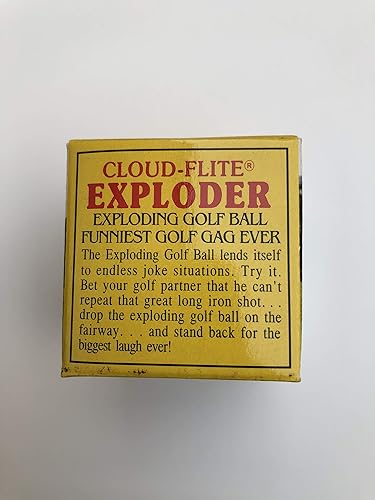 CLOUD-FLITE®
EXPLODER
EXPLODING GOLF BALL
FUNNIEST GOLF GAG EVER
The Exploding Golf Ball lends itself
to endless joke situations. Try it.
Bet your golf partner that he can't
repeat that great long iron shot. . .
drop the exploding golf ball on the
fairway. . . and stand back for the
biggest laugh ever!